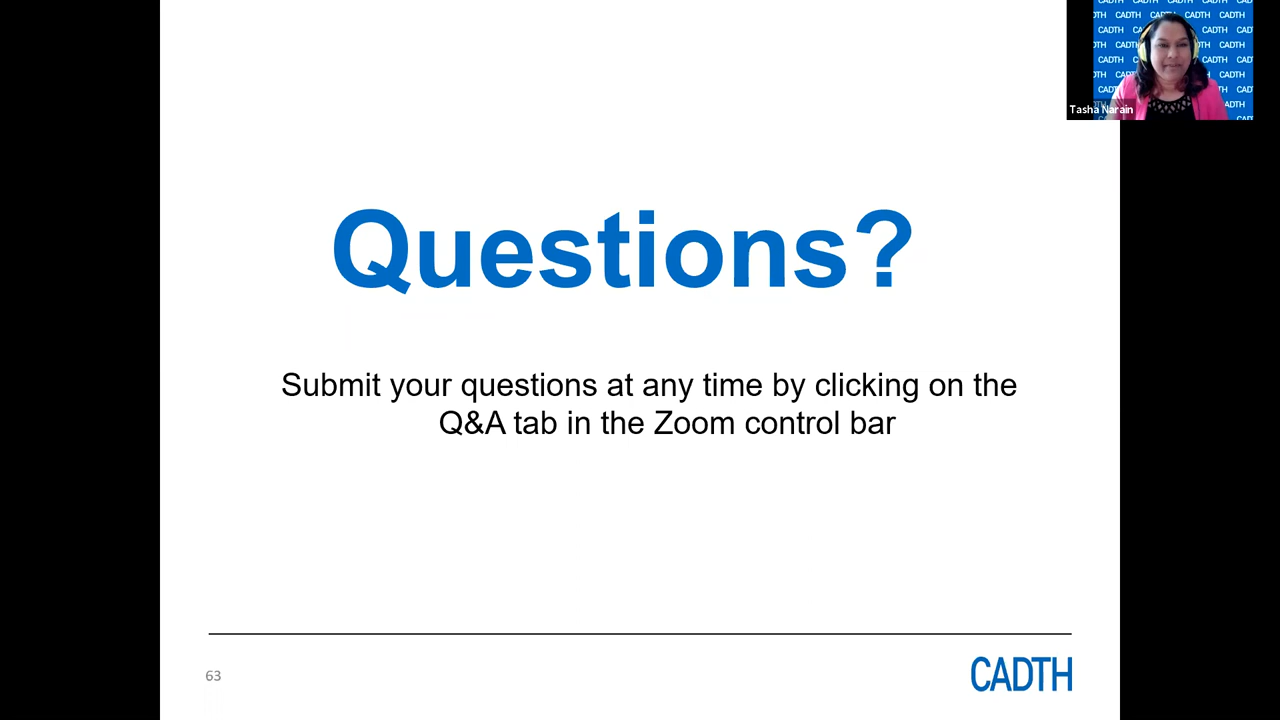 Tasha Narain
Questions?
Submit your questions at any time by clicking on the
Q&A tab in the Zoom control bar
63
CADTH